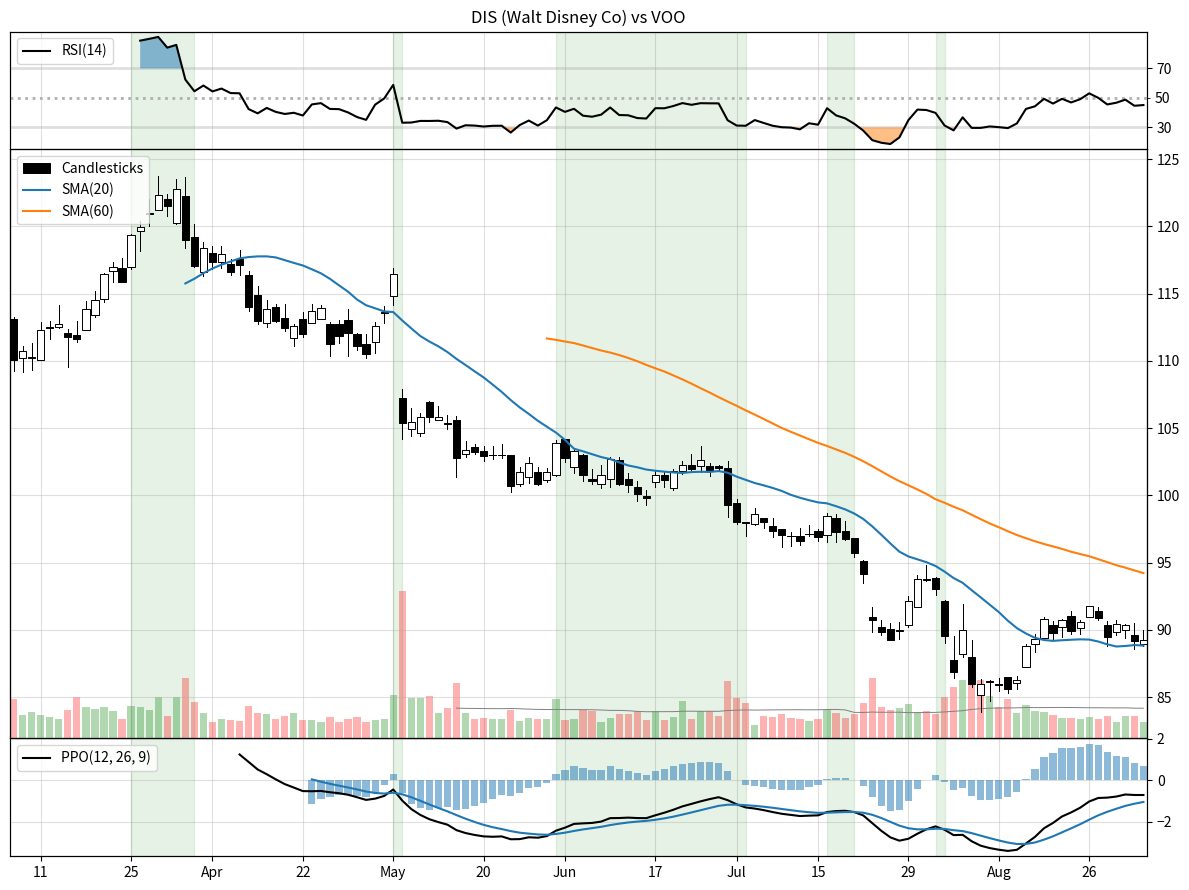 DIS (Walt Disney Co) vs VOO
RSI(14)
70
50
30
Candlesticks
SMA(20)
SMA(60)
125
120
115
110
105
100
95
90
85
PPO(12, 26, 9)
2
0
−2
11 25 Apr 22 May 20 Jun 17 Jul 15 29 Aug 26